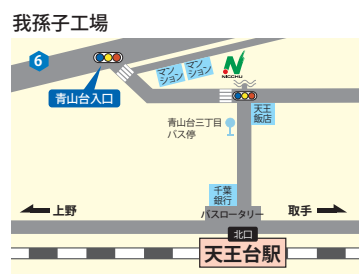 我孫子工場
6
青山台入口
マン
ション
マン
ション
NICCHU
天王
飯店
青山台三丁目
バス停
千葉
銀行
バスロータリー
上野
取手
北口
天王台駅